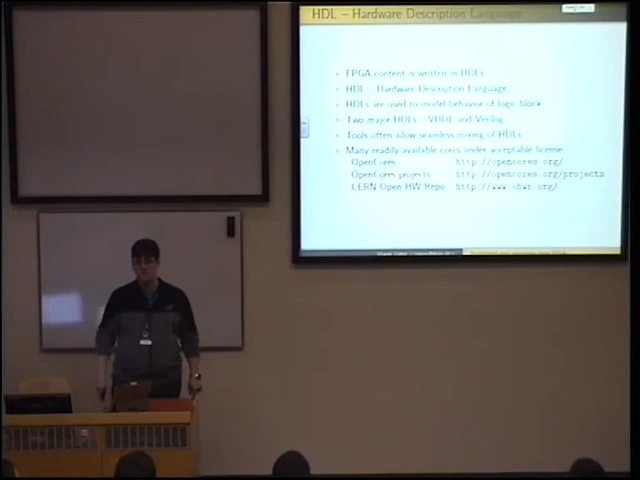 HDL – Hardware Description Language
FPGA content is written in HDLs
HDL – Hardware Description Language
HDLs are used to model behavior of logic block
Two major HDLs – VHDL and Verilog
Tools often allow seamless mixing of HDLs
Many readily available cores under acceptable license:
OpenCores http://opencores.org/
OpenCores projects http://opencores.org/projects
CERN Open HW Repo http://www.ohwr.org/